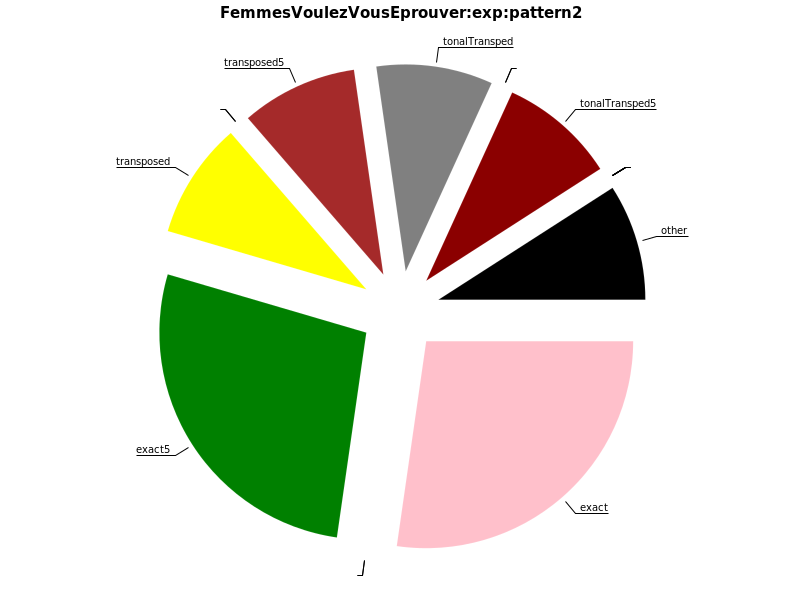 FemmesVoulezVousEprouver:exp:pattern2
tonalTransped
transposed5
tonalTransped5
transposed
other
exact5
exact